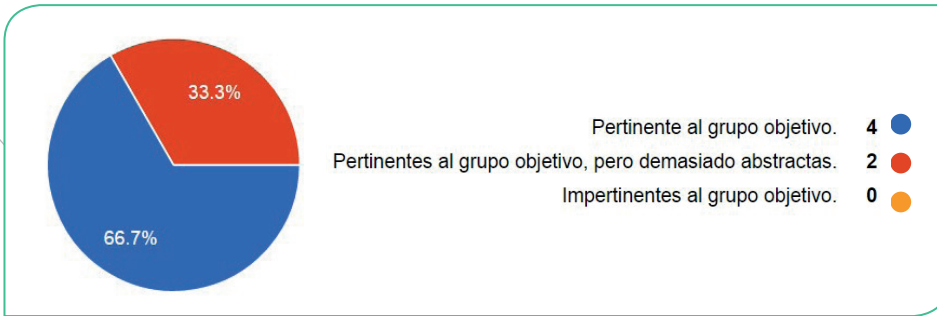 33.3%
66.7%
Pertinente al grupo objetivo. 4
Pertinentes al grupo objetivo, pero demasiado abstractas. 2
Impertinentes al grupo objetivo. 0